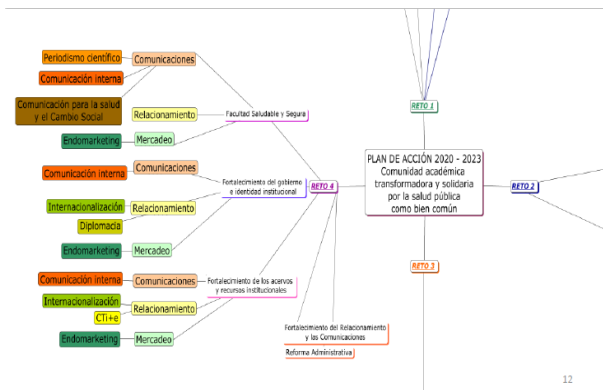 Periodismo científico
Comunicaciones
Comunicación interna
Comunicación para la salud
y el Cambio Social
Relacionamiento
Facultad Saludable y Segura
Endomarketing
Mercadeo
Comunicaciones
Comunicación interna
Fortalecimiento del gobierno
e identidad institucional
Internacionalización
Relacionamiento
Diplomacia
Endomarketing
Mercadeo
Comunicación interna
Comunicaciones
Fortalecimiento de los acervos
y recursos institucionales
Internacionalización
Relacionamiento
CTi+e
Endomarketing
Mercadeo
Fortalecimiento del Relacionamiento
y las Comunicaciones
Reforma Administrativa
RETO 4
RETO 1
PLAN DE ACCIÓN 2020 - 2023
Comunidad académica
transformadora y solidaria
por la salud pública
como bien común
RETO 2
RETO 3
12